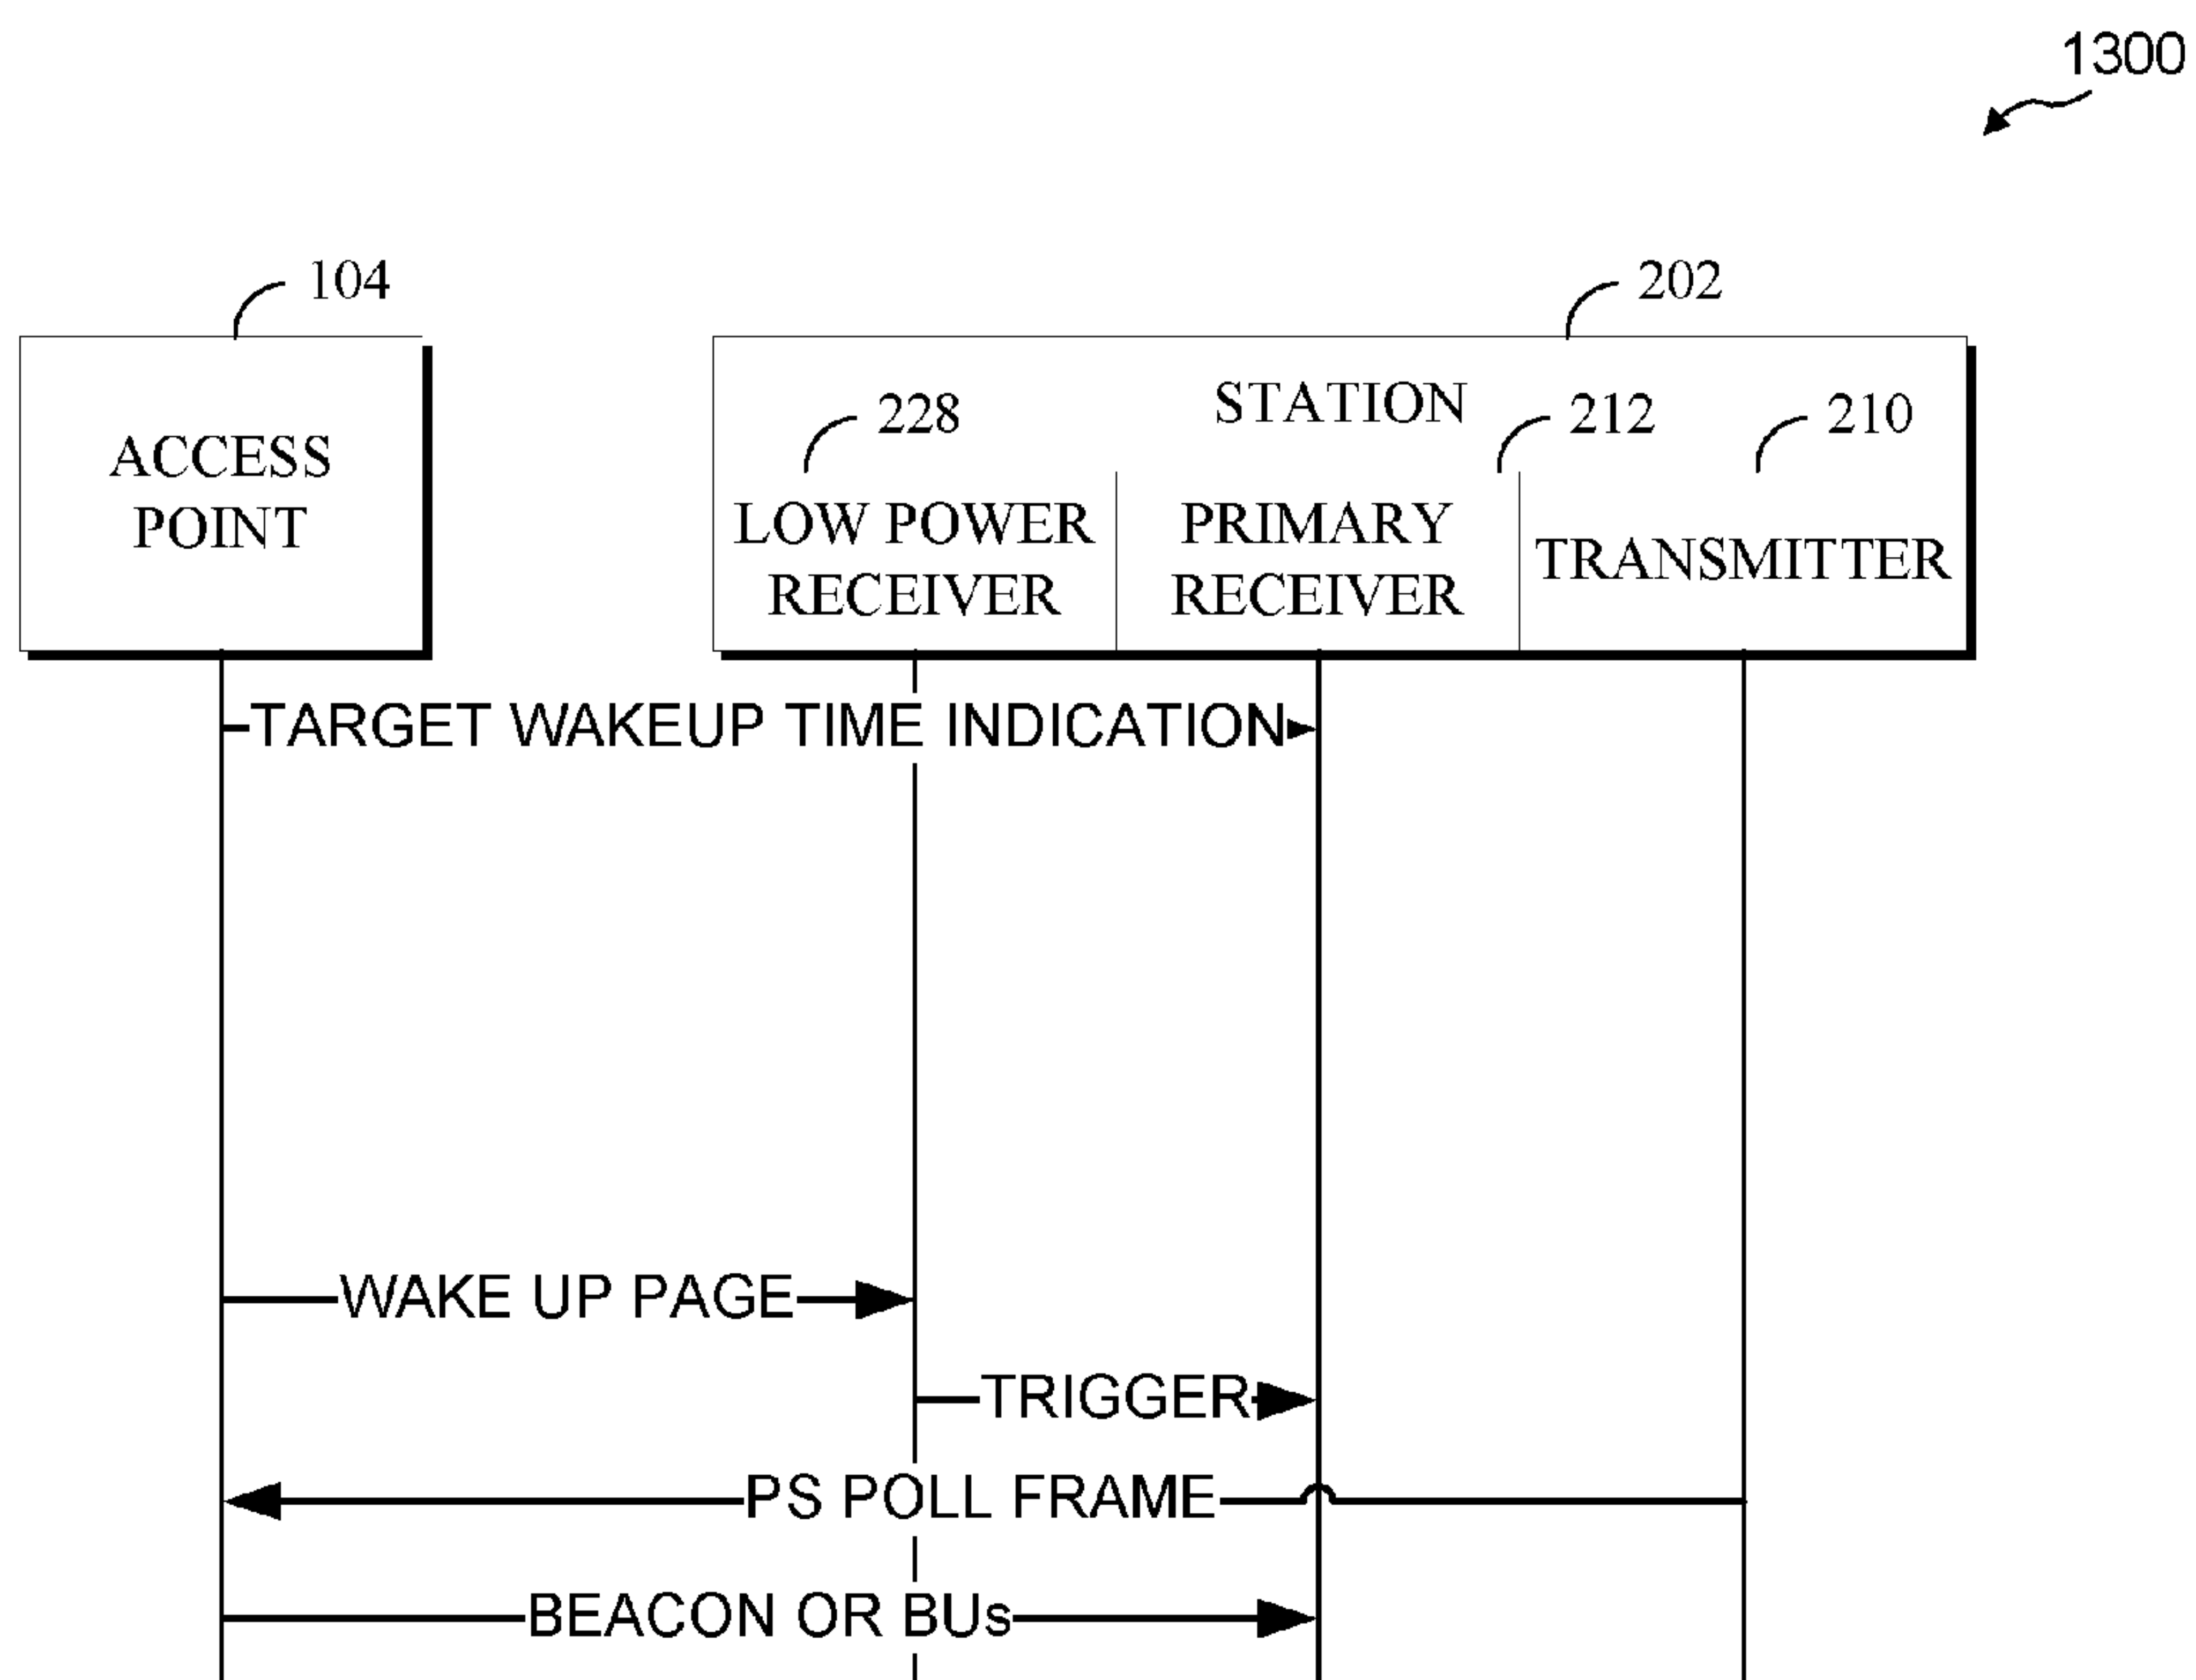 1300
104
202
ACCESS
POINT
STATION
228
212
210
LOW POWER
RECEIVER
PRIMARY
RECEIVER
TRANSMITTER
TARGET WAKEUP TIME INDICATION
WAKE UP PAGE
TRIGGER
PS POLL FRAME
BEACON OR BUs